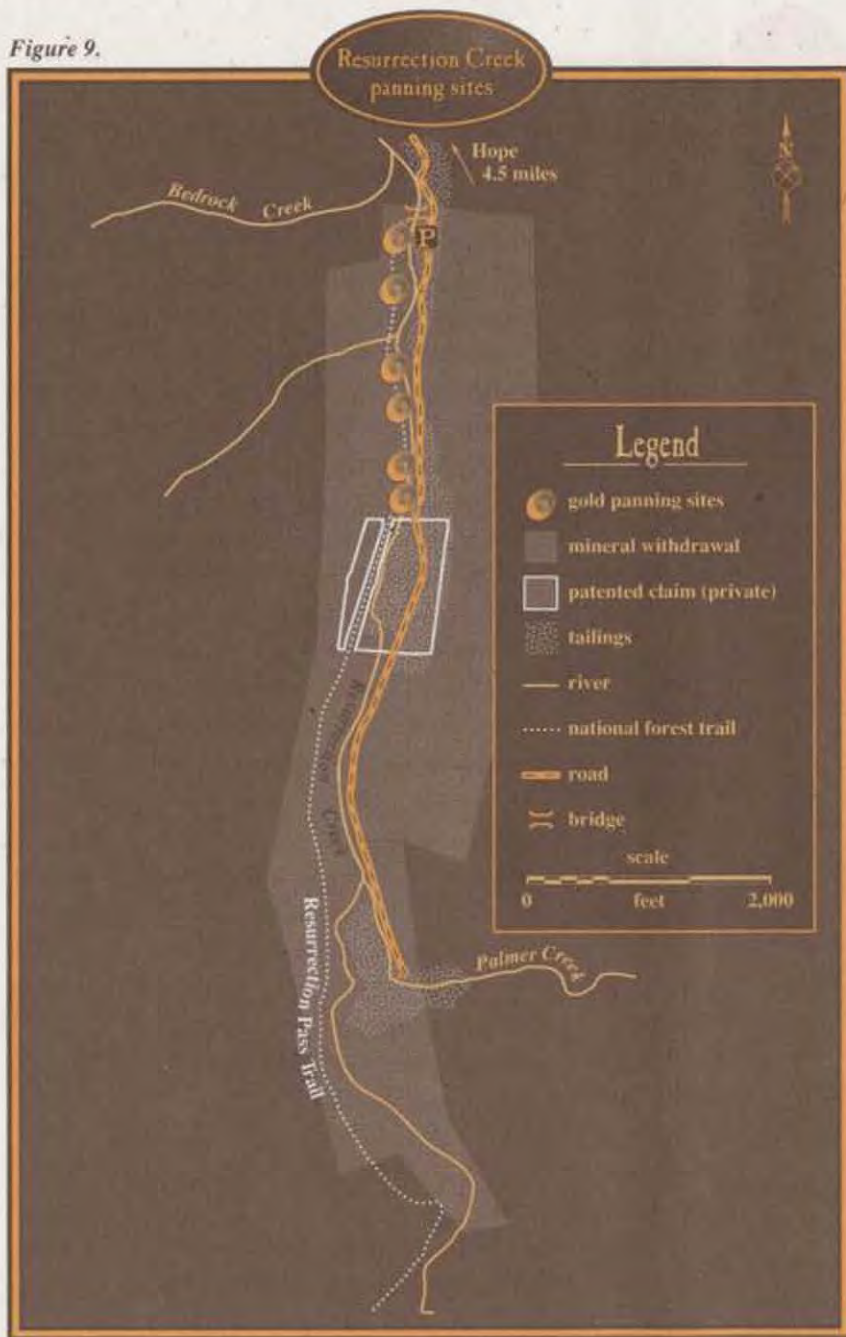 Figure 9.
Resurrection Creek
panning sites
Hope
4.5 miles
N
Bedrock Creek
P
Legend
gold panning sites
mineral withdrawal
patented claim (private)
tailings
river
national forest trail
road
bridge
scale
0 feet 2,000
Resurrection Creek
Palmer Creek
Resurrection Pass Trail